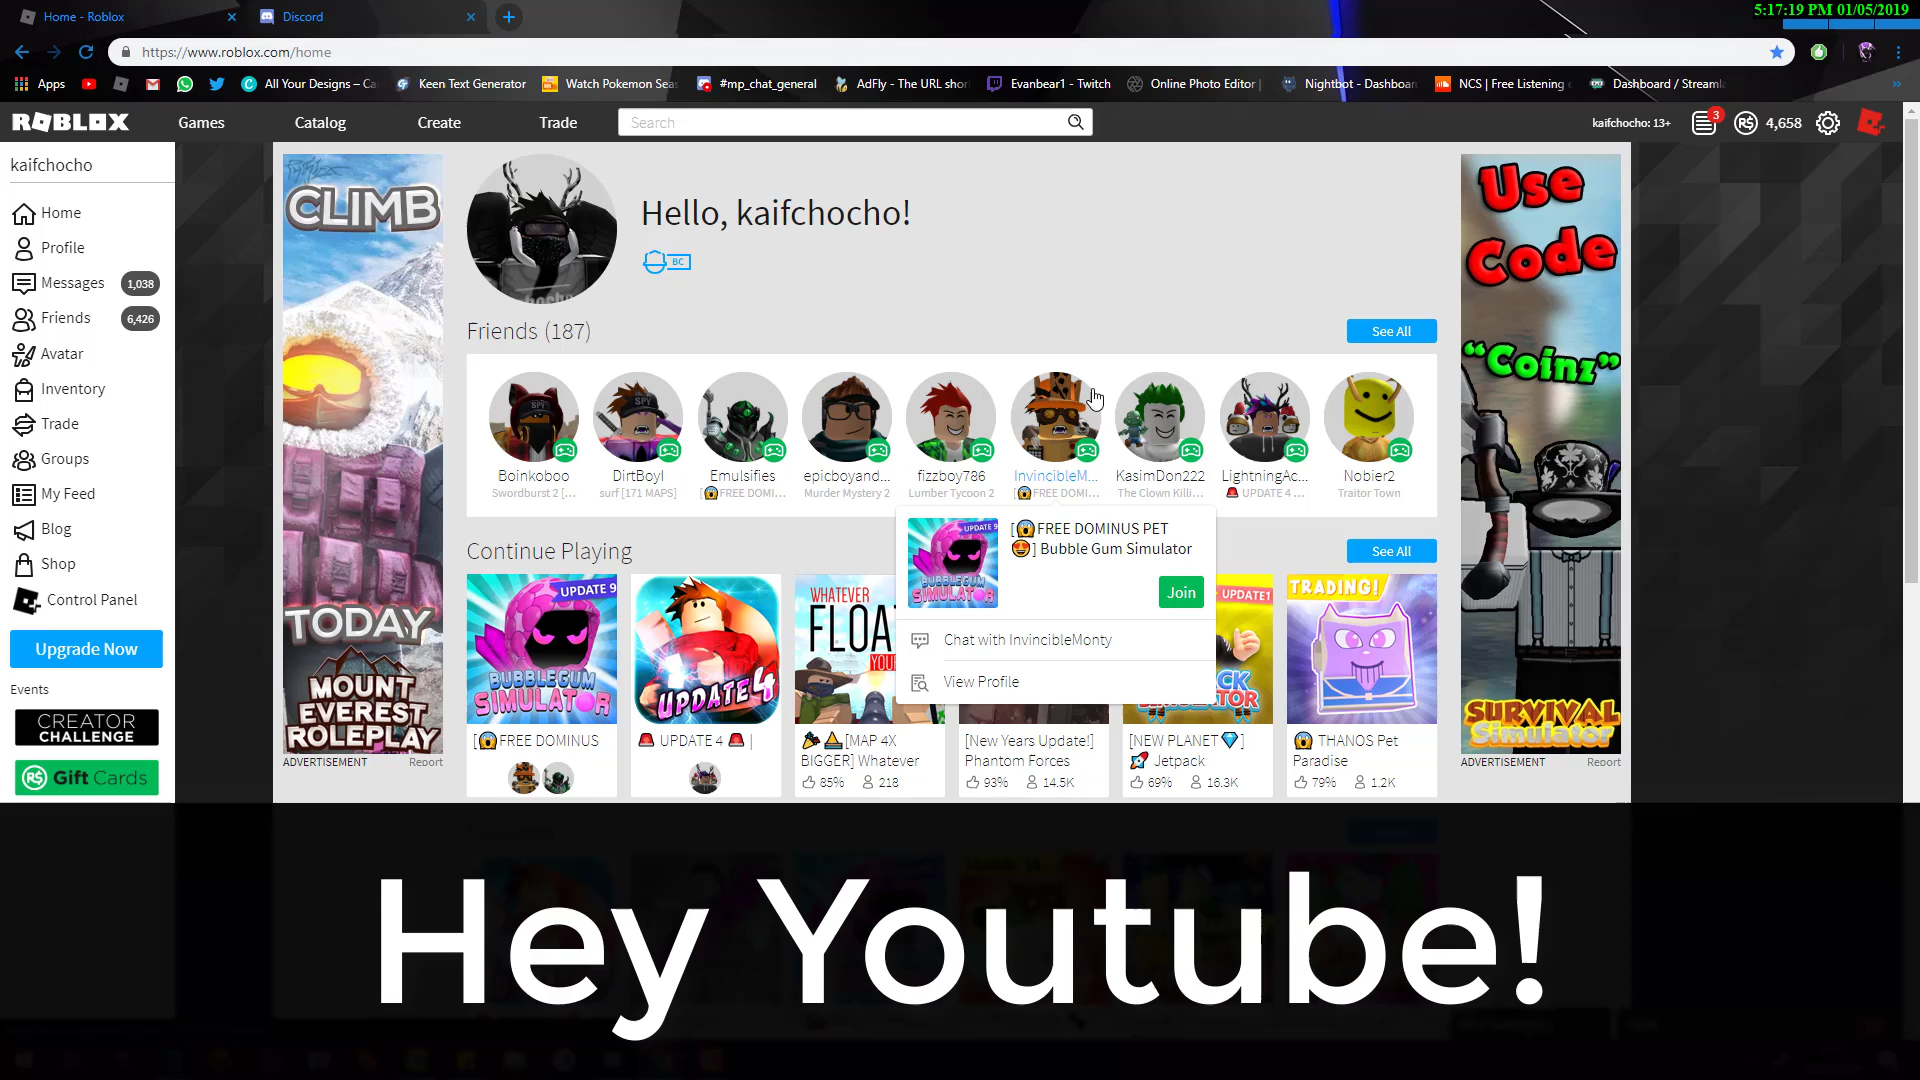 Home - Roblox
Discord
5:17:19 PM 01/05/2019
https://www.roblox.com/home
Apps
All Your Designs – Ca
Keen Text Generator
Watch Pokemon Seas
#mp_chat_general
AdFly - The URL shor
Evanbear1 - Twitch
Online Photo Editor |
Nightbot - Dashboar
NCS | Free Listening
Dashboard / Streamla
ROBLOX
Games
Catalog
Create
Trade
Search
kaifchocho: 13+
3
4,658
kaifchocho
Home
Profile
Messages
1,038
Friends
6,426
Avatar
Inventory
Trade
Groups
My Feed
Blog
Shop
Control Panel
Upgrade Now
Events
CREATOR
CHALLENGE
Gift Cards
CLIMB
TODAY
MOUNT
EVEREST
ROLEPLAY
ADVERTISEMENT
Report
Hello, kaifchocho!
BC
Friends (187)
See All
Boinkoboo
Swordburst 2 [...
DirtBoyl
surf [171 MAPS]
Emulsifies
[😱FREE DOMI...
epicboyand...
Murder Mystery 2
fizzboy786
Lumber Tycoon 2
InvincibleM...
[😱FREE DOMI...
KasimDon222
The Clown Killi...
LightningAc...
🚨 UPDATE 4 ...
Nobier2
Traitor Town
UPDATE 9
BUBBLEGUM
SIMULATOR
[😱FREE DOMINUS PET
😍] Bubble Gum Simulator
Join
Chat with InvincibleMonty
View Profile
Continue Playing
See All
UPDATE 9
BUBBLEGUM
SIMULATOR
[😱FREE DOMINUS
UPDATE 4
🚨 UPDATE 4 🚨 |
WHATEVER
FLOA
YOU
🎉⛵[MAP 4X
BIGGER] Whatever
85%
218
[New Years Update!]
Phantom Forces
93%
14.5K
UPDATE1
[NEW PLANET💎]
🚀 Jetpack
69%
16.3K
TRADING!
😱 THANOS Pet
Paradise
79%
1.2K
Use
Code
“Coinz”
SURVIVAL
Simulator
ADVERTISEMENT
Report
Hey Youtube!